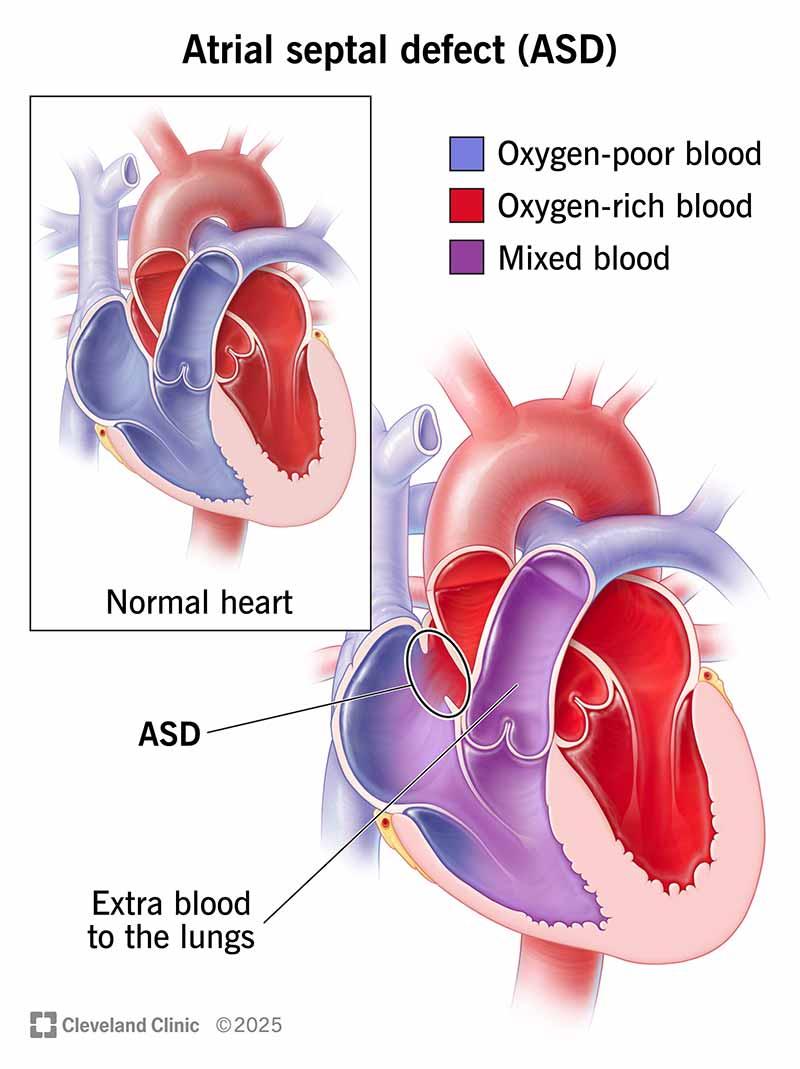 Atrial septal defect (ASD)
Oxygen-poor blood
Oxygen-rich blood
Mixed blood
Normal heart
ASD
Extra blood
to the lungs
Cleveland Clinic ©2025